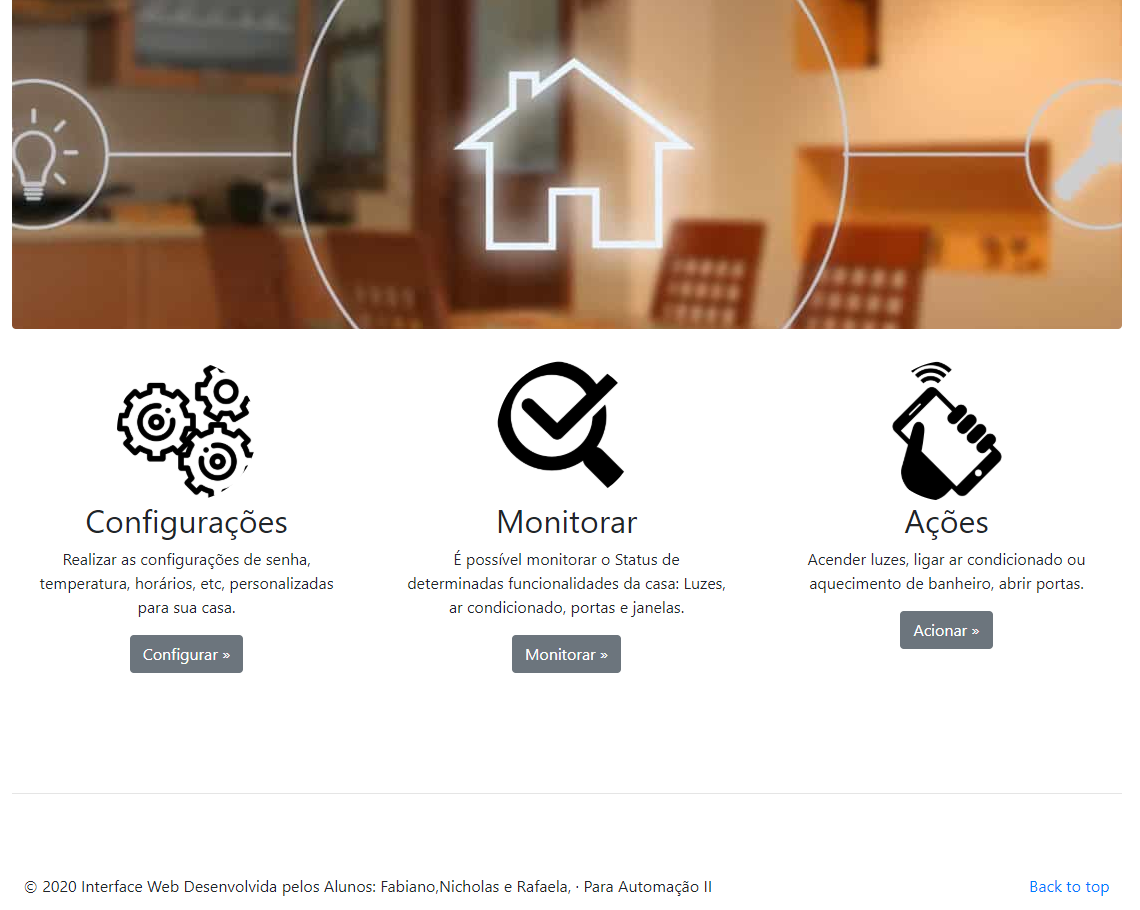 Configurações
Realizar as configurações de senha,
temperatura, horários, etc, personalizadas
para sua casa.
Configurar »
Monitorar
É possível monitorar o Status de
determinadas funcionalidades da casa: Luzes,
ar condicionado, portas e janelas.
Monitorar »
Ações
Acender luzes, ligar ar condicionado ou
aquecimento de banheiro, abrir portas.
Acionar »
© 2020 Interface Web Desenvolvida pelos Alunos: Fabiano,Nicholas e Rafaela, · Para Automação II
Back to top